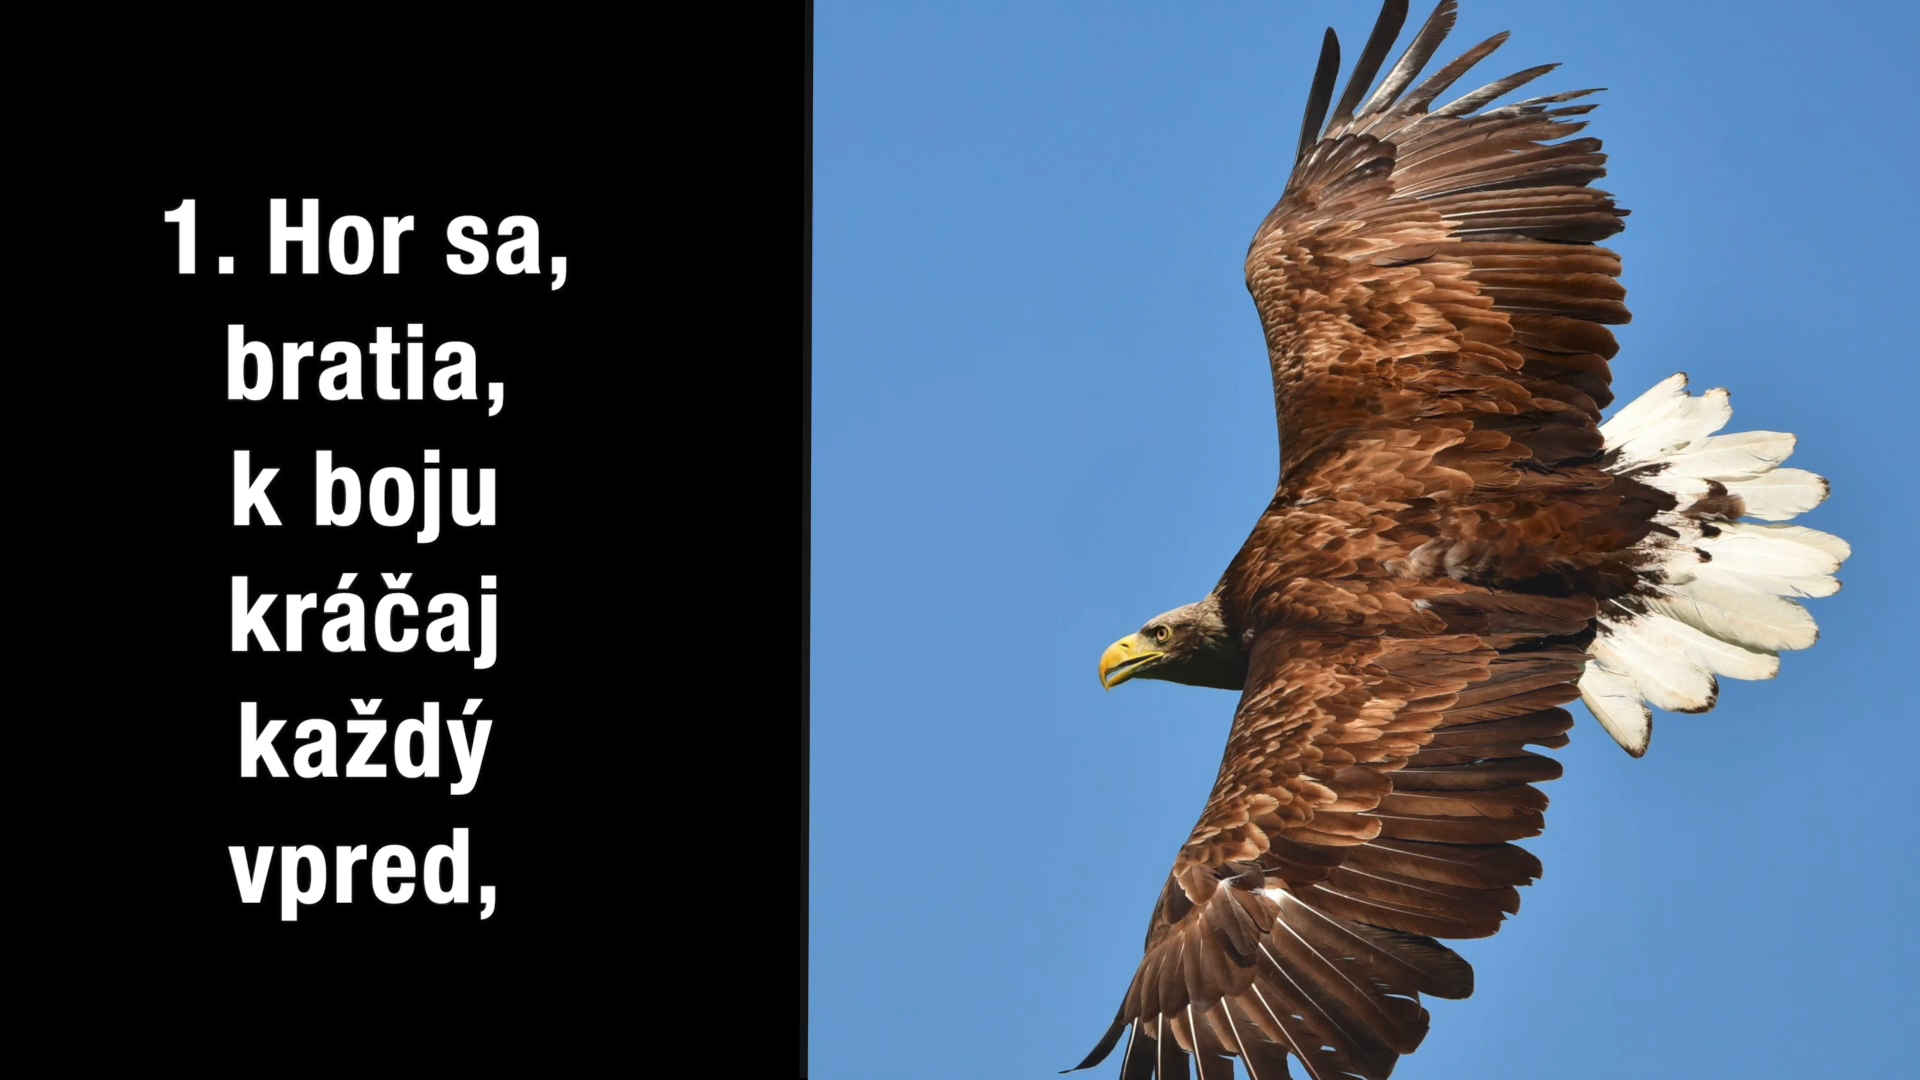 1. Hor sa,
bratia,
k boju
kráčaj
každý
vpred,